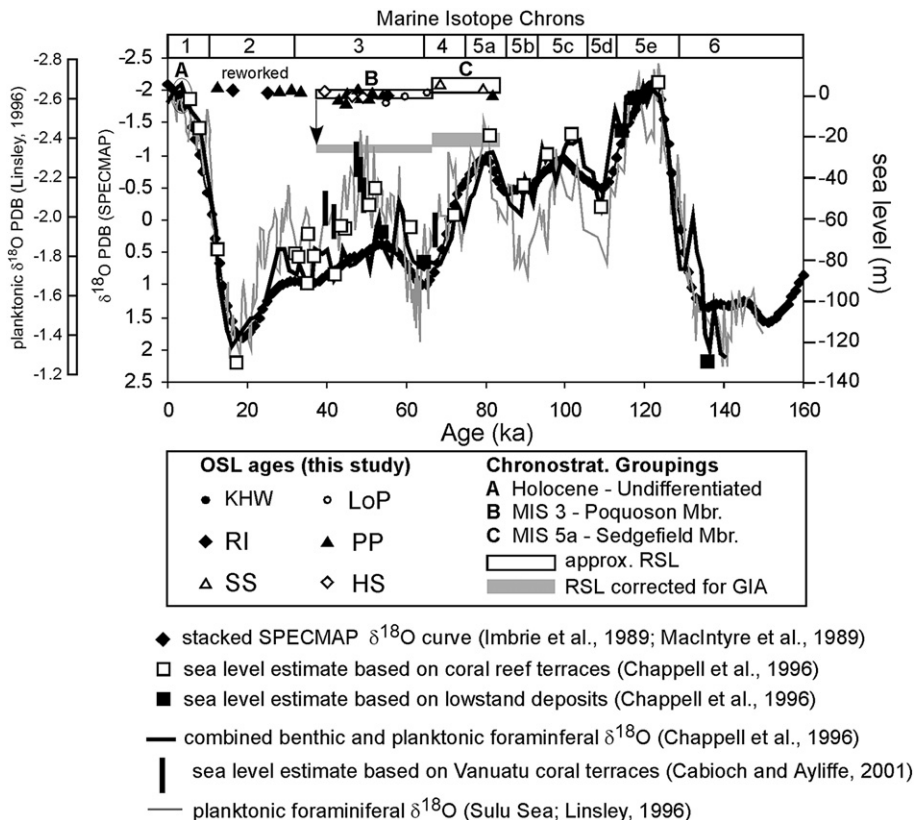 Marine Isotope Chrons
1 2 3 4 5a 5b 5c 5d 5e 6
planktonic δ18O PDB (Linsley, 1996)
-2.8
-2.6
-2.4
-2.2
-2.0
-1.8
-1.6
-1.4
-1.2
δ18O PDB (SPECMAP)
-2.5
-2
-1.5
-1
-0.5
0
0.5
1
1.5
2
2.5
A
reworked
B
C
0
-20
-40
-60
-80
-100
-120
-140
sea level (m)
0 20 40 60 80 100 120 140 160
Age (ka)
OSL ages (this study)
KHW
LoP
RI
PP
SS
HS
Chronostrat. Groupings
A Holocene - Undifferentiated
B MIS 3 - Poquoson Mbr.
C MIS 5a - Sedgefield Mbr.
approx. RSL
RSL corrected for GIA
stacked SPECMAP δ18O curve (Imbrie et al., 1989; MacIntyre et al., 1989)
sea level estimate based on coral reef terraces (Chappell et al., 1996)
sea level estimate based on lowstand deposits (Chappell et al., 1996)
combined benthic and planktonic foraminferal δ18O (Chappell et al., 1996)
sea level estimate based on Vanuatu coral terraces (Cabioch and Ayliffe, 2001)
planktonic foraminiferal δ18O (Sulu Sea; Linsley, 1996)